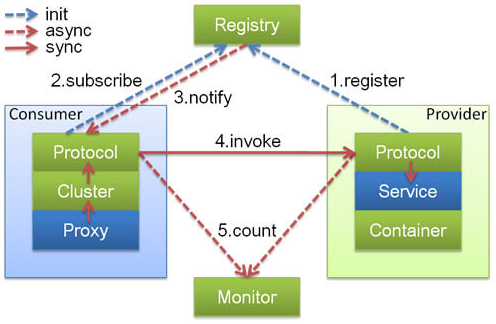 init
async
sync
Registry
2.subscribe
3.notify
1.register
Consumer
Provider
Protocol
4.invoke
Protocol
Cluster
Service
Proxy
5.count
Container
Monitor